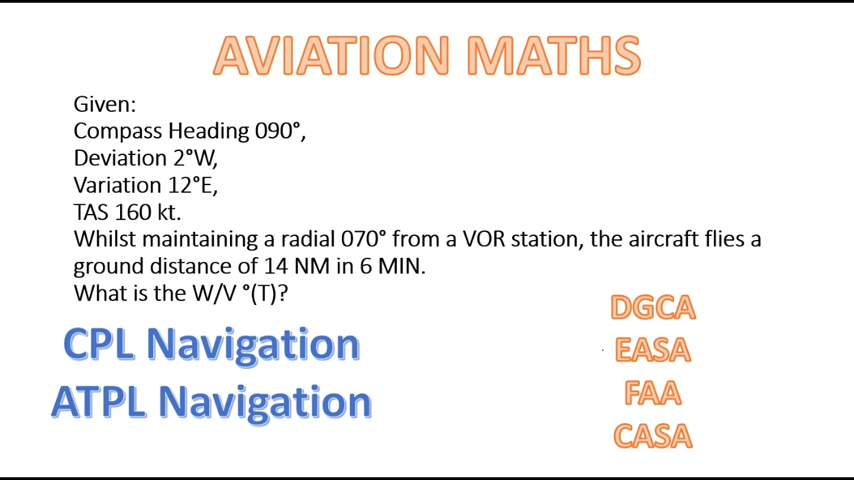 AVIATION MATHS
Given:
Compass Heading 090°,
Deviation 2°W,
Variation 12°E,
TAS 160 kt.
Whilst maintaining a radial 070° from a VOR station, the aircraft flies a
ground distance of 14 NM in 6 MIN.
What is the W/V °(T)?
CPL Navigation
ATPL Navigation
DGCA
EASA
FAA
CASA